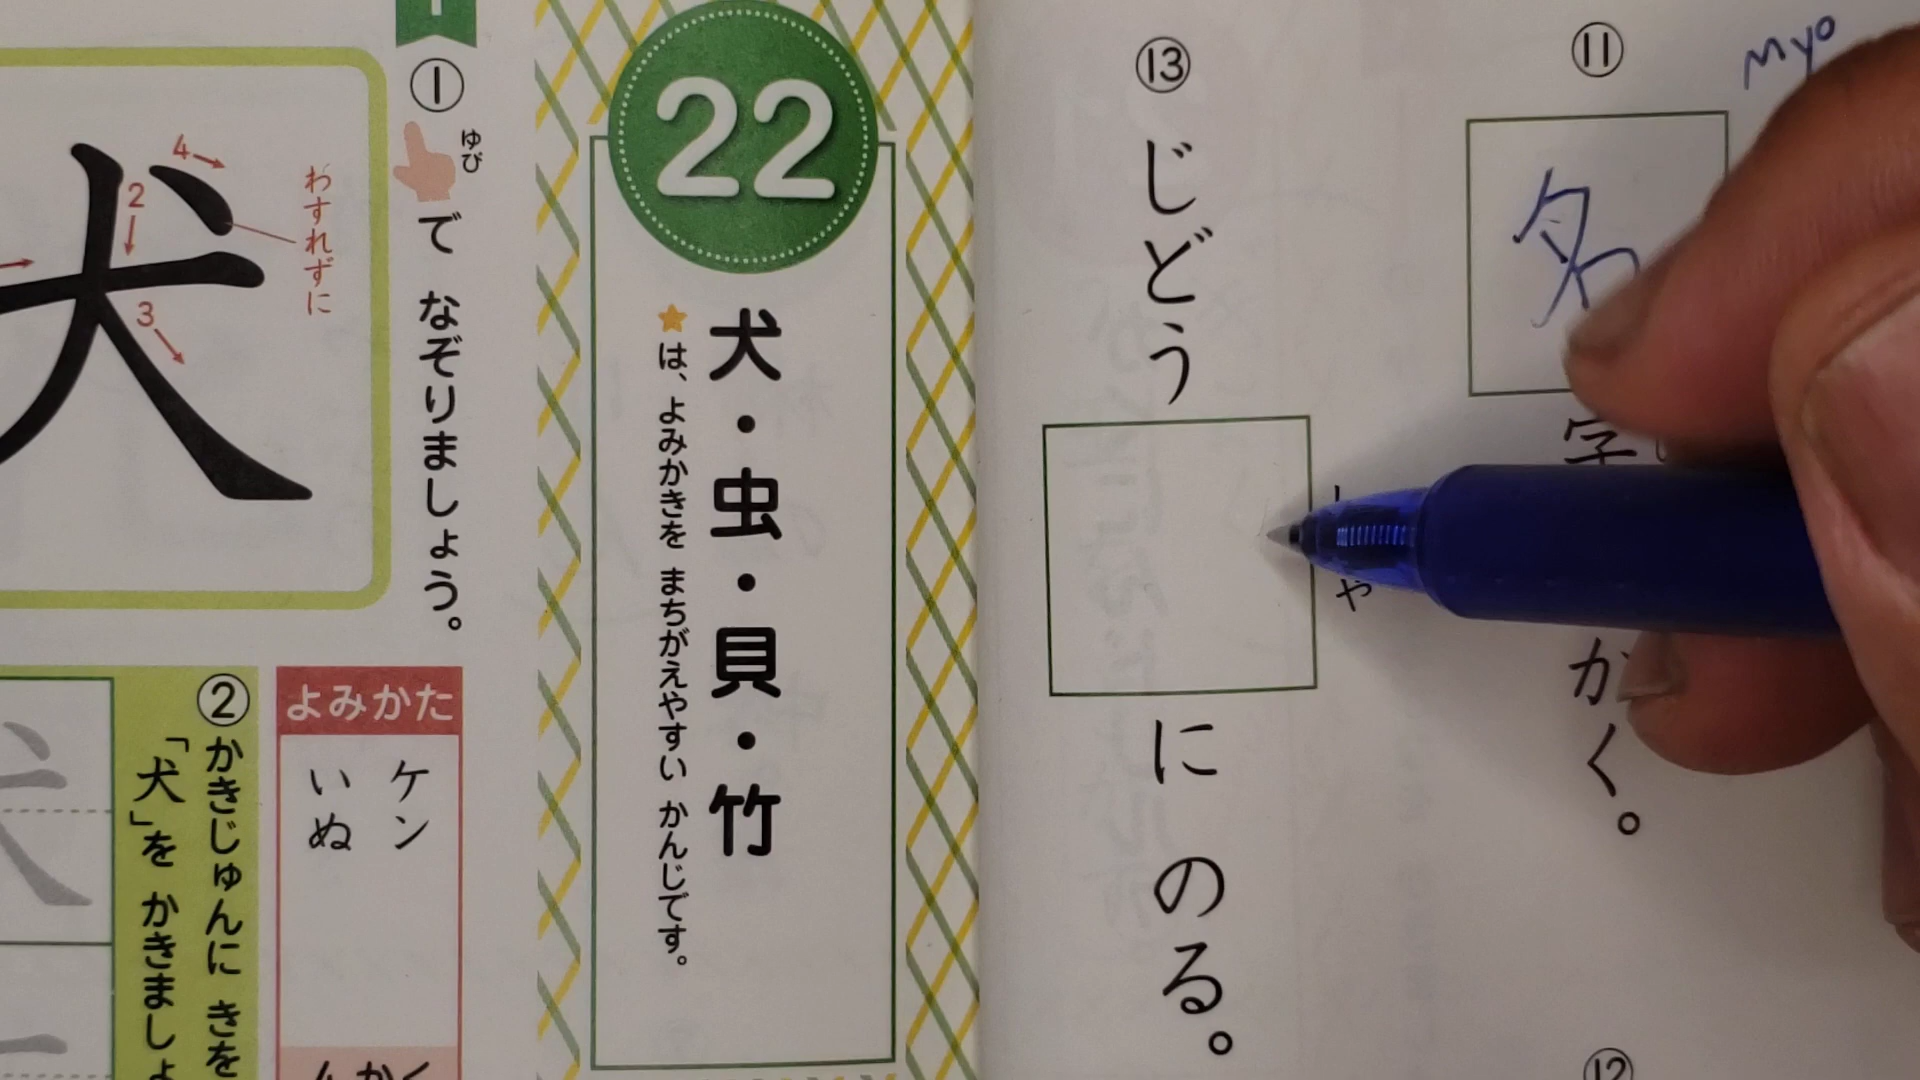 myo
⑪
名
字
かく。
⑬
じどう
しゃ
に のる。
⑫
22
犬・虫・貝・竹
★は、よみかきを まちがえやすい かんじです。
①
ゆび
で なぞりましょう。
犬
2
3
4
わすれずに
よみかた
ケン
いぬ
4かく
②かきじゅんに きを
「犬」を かきましょ